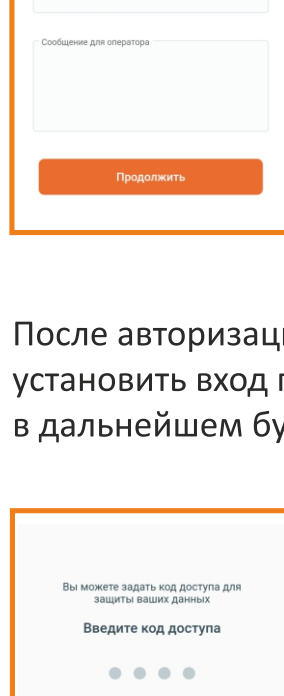 Сообщение для оператора
Продолжить
После авторизац
установить вход
в дальнейшем
Вы можете задать код доступа для
защиты ваших данных
Введите код доступа